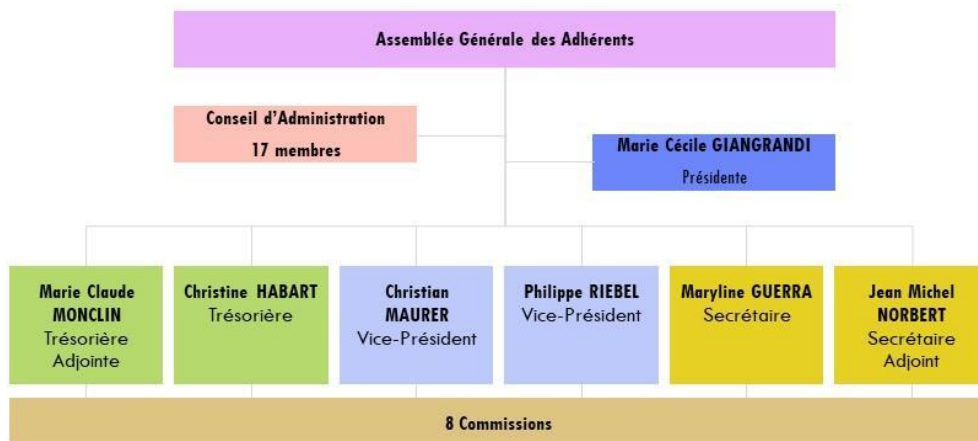 Assemblée Générale des Adhérents
Conseil d'Administration
17 membres
Marie Cécile GIANGRANDI
Présidente
Marie Claude
MONCLIN
Trésorière
Adjointe
Christine HABART
Trésorière
Christian
MAURER
Vice-Président
Philippe RIEBEL
Vice-Président
Maryline GUERRA
Secrétaire
Jean Michel
NORBERT
Secrétaire
Adjoint
8 Commissions